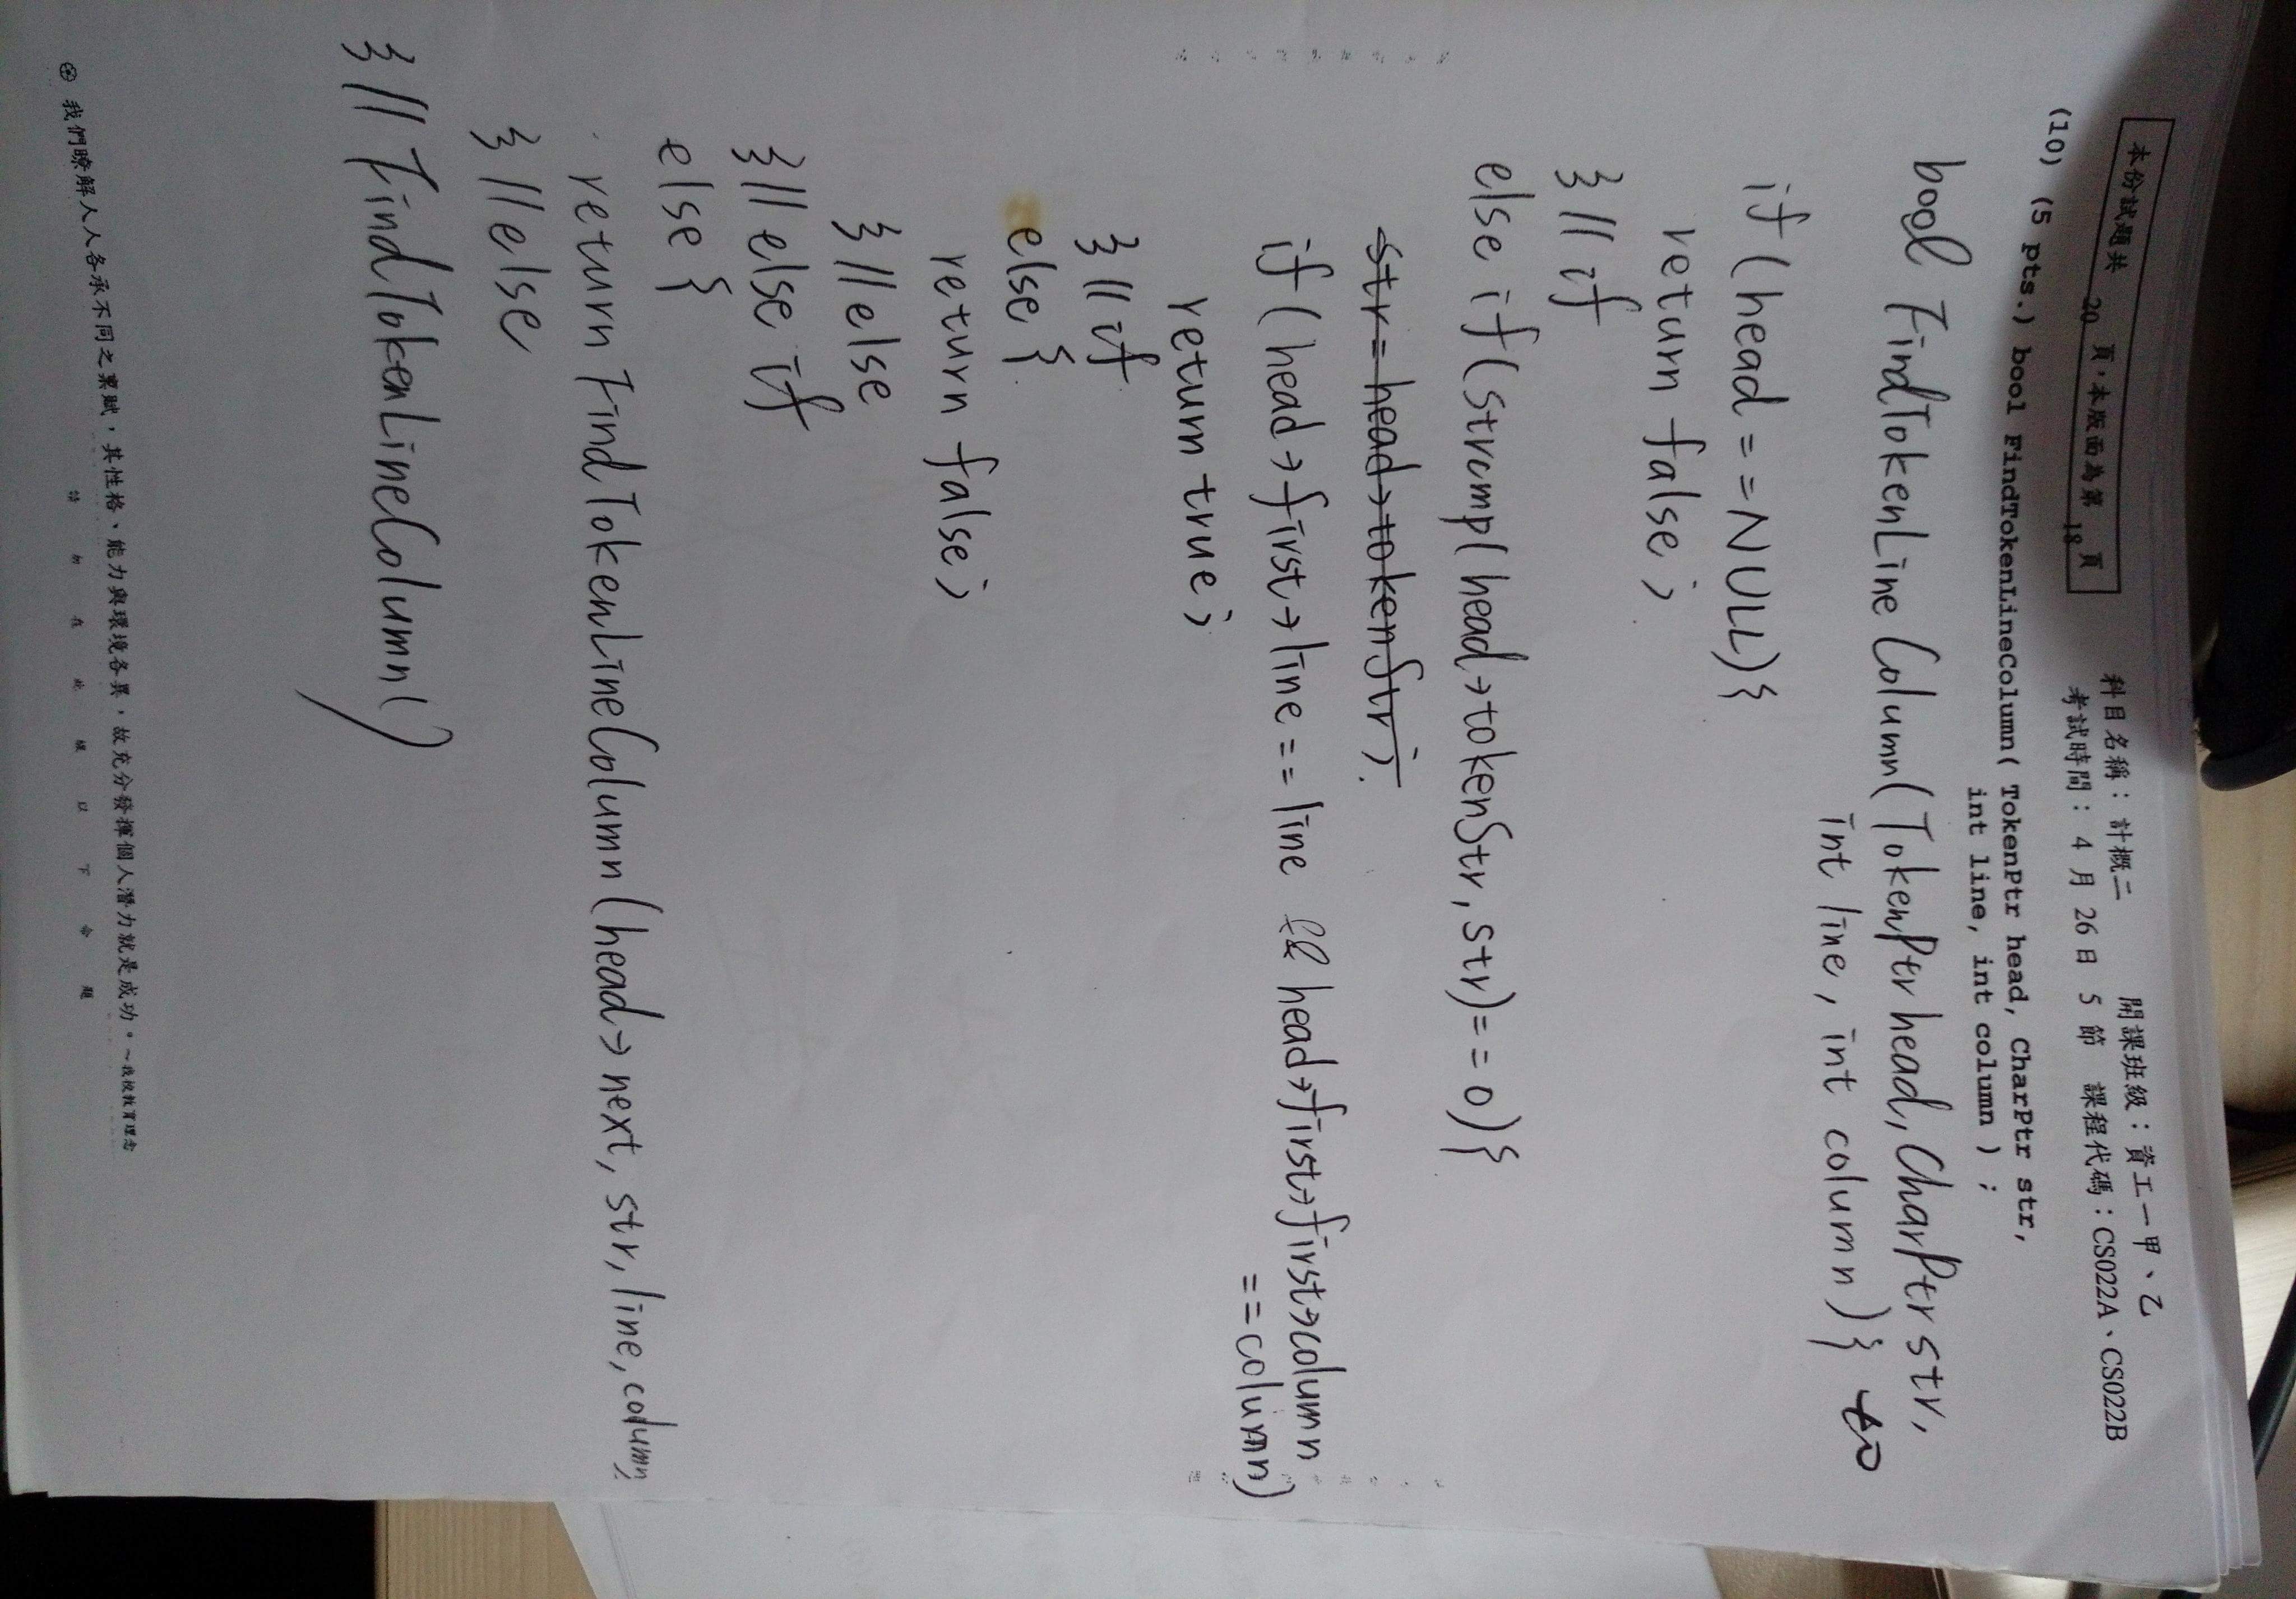 本份試題共 20 頁,本版面為第 18 頁
科目名稱: 計概二 開課班級:資工一甲、乙
考試時間: 4 月 26 日 5 節 課程代碼:CS022A、CS022B
(10) (5 pts.) bool FindTokenLineColumn( TokenPtr head, CharPtr str,
int line, int column ) ;
bool FindTokenLineColumn(TokenPtr head, CharPtr str,
int line, int column){
if(head==NULL){
return false;
}//if
else if(strcmp(head->tokenStr, str)==0){
str = head->tokenStr;
if(head->first->line==line && head->first->first->column
==column)
return true;
}//if
else {
return false;
}//else
}//else if
else {
return FindTokenLineColumn(head->next, str, line, column
}//else
}//FindTokenLineColumn()
我們瞭解人人各承不同之稟賦,其性格、能力與環境各異,故充分發揮個人潛力就是成功。~我校教育理念
請 勿 在 此 線 以 下 命 題